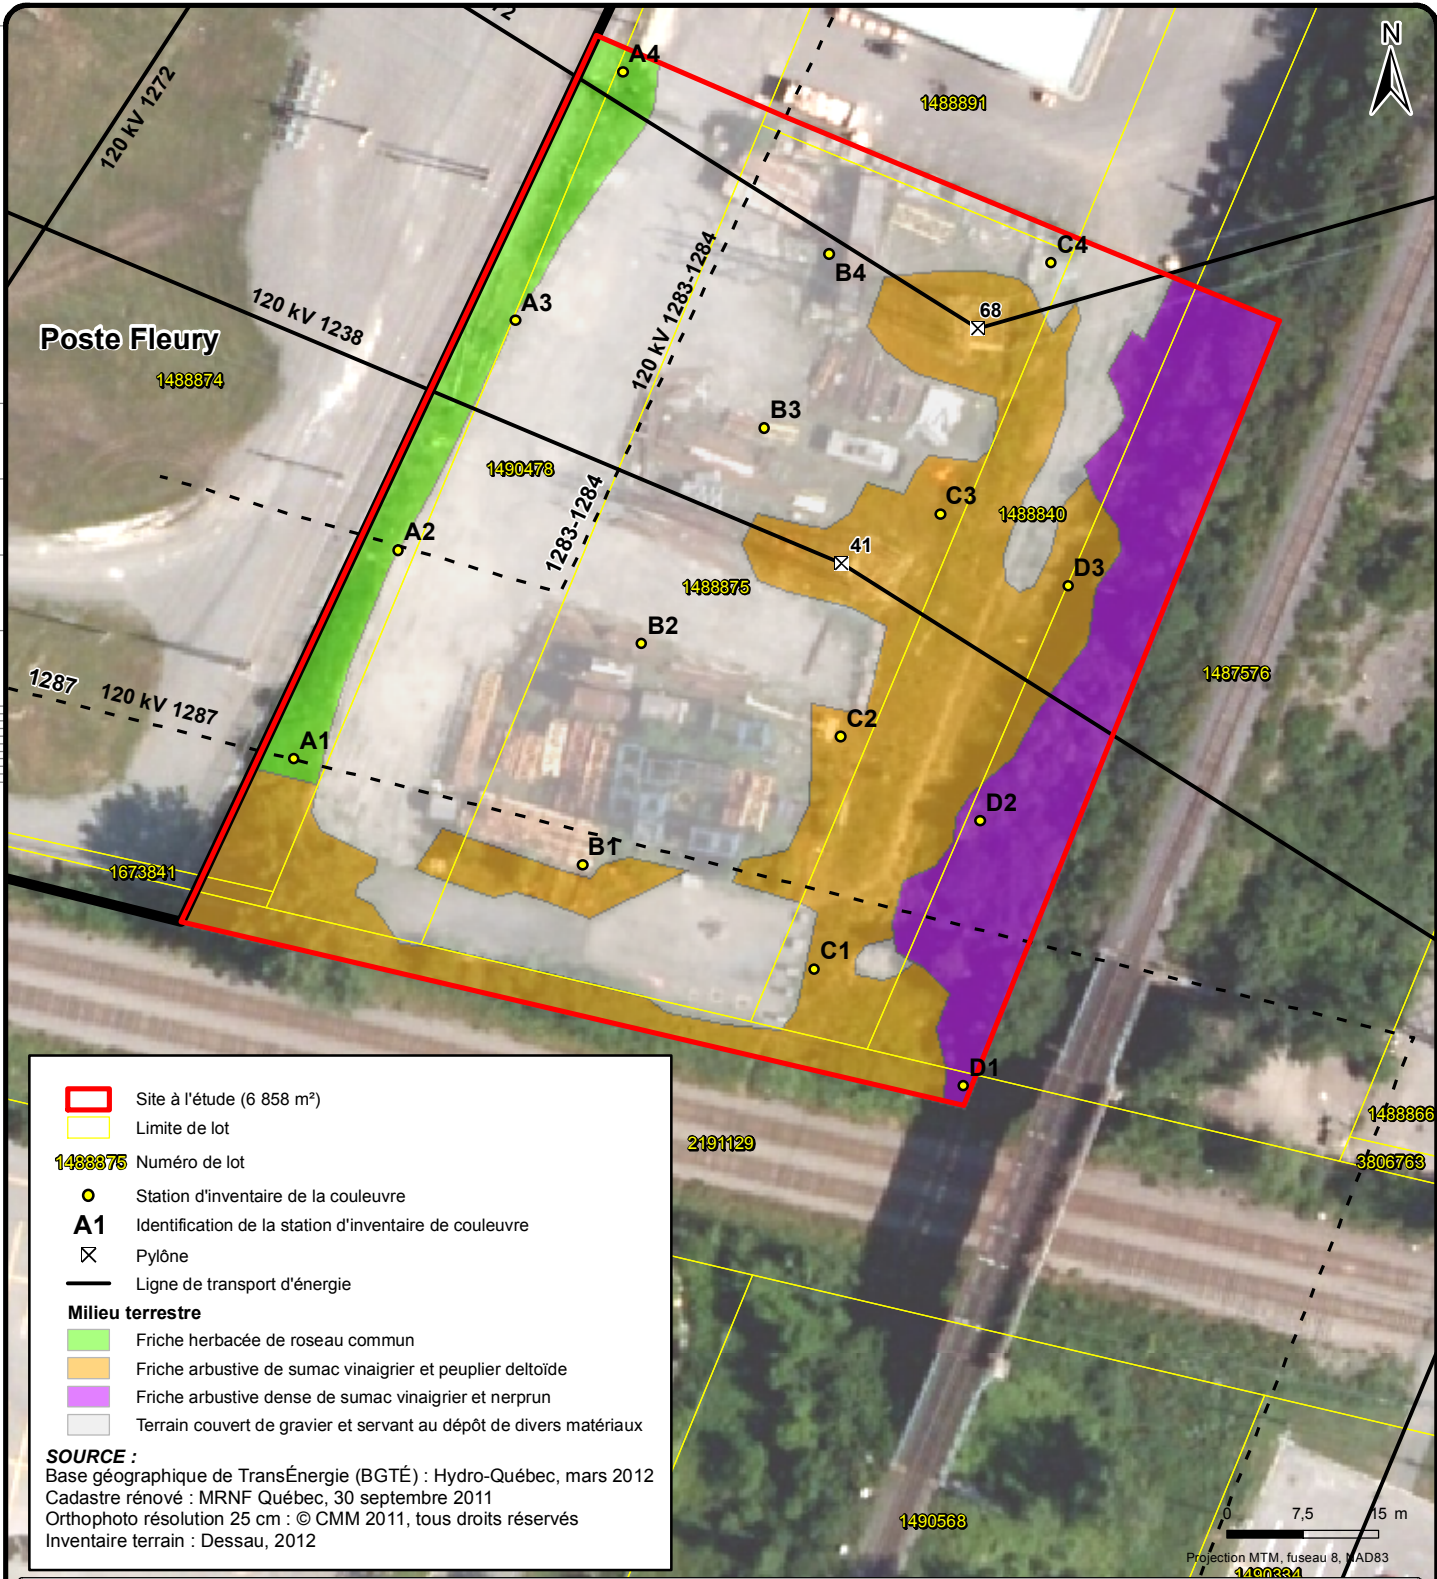 72
A4
N
120 kV 1272
1488891
C4
B4
120 kV 1283-1284
120 kV 1238
A3
68
Poste Fleury
1488874
B3
1490478
1283-1284
C3
1488840
A2
41
1488875
D3
B2
1487576
1287
120 kV 1287
C2
A1
D2
B1
1673841
C1
D1
1488866
2191129
3806763
Site à l'étude (6 858 m²)
Limite de lot
1488875 Numéro de lot
Station d'inventaire de la couleuvre
A1 Identification de la station d'inventaire de couleuvre
Pylône
Ligne de transport d'énergie
Milieu terrestre
Friche herbacée de roseau commun
Friche arbustive de sumac vinaigrier et peuplier deltoïde
Friche arbustive dense de sumac vinaigrier et nerprun
Terrain couvert de gravier et servant au dépôt de divers matériaux
SOURCE :
Base géographique de TransÉnergie (BGTÉ) : Hydro-Québec, mars 2012
Cadastre rénové : MRNF Québec, 30 septembre 2011
Orthophoto résolution 25 cm : © CMM 2011, tous droits réservés
Inventaire terrain : Dessau, 2012
1490568
0 7,5 15 m
Projection MTM, fuseau 8, NAD83
1490334